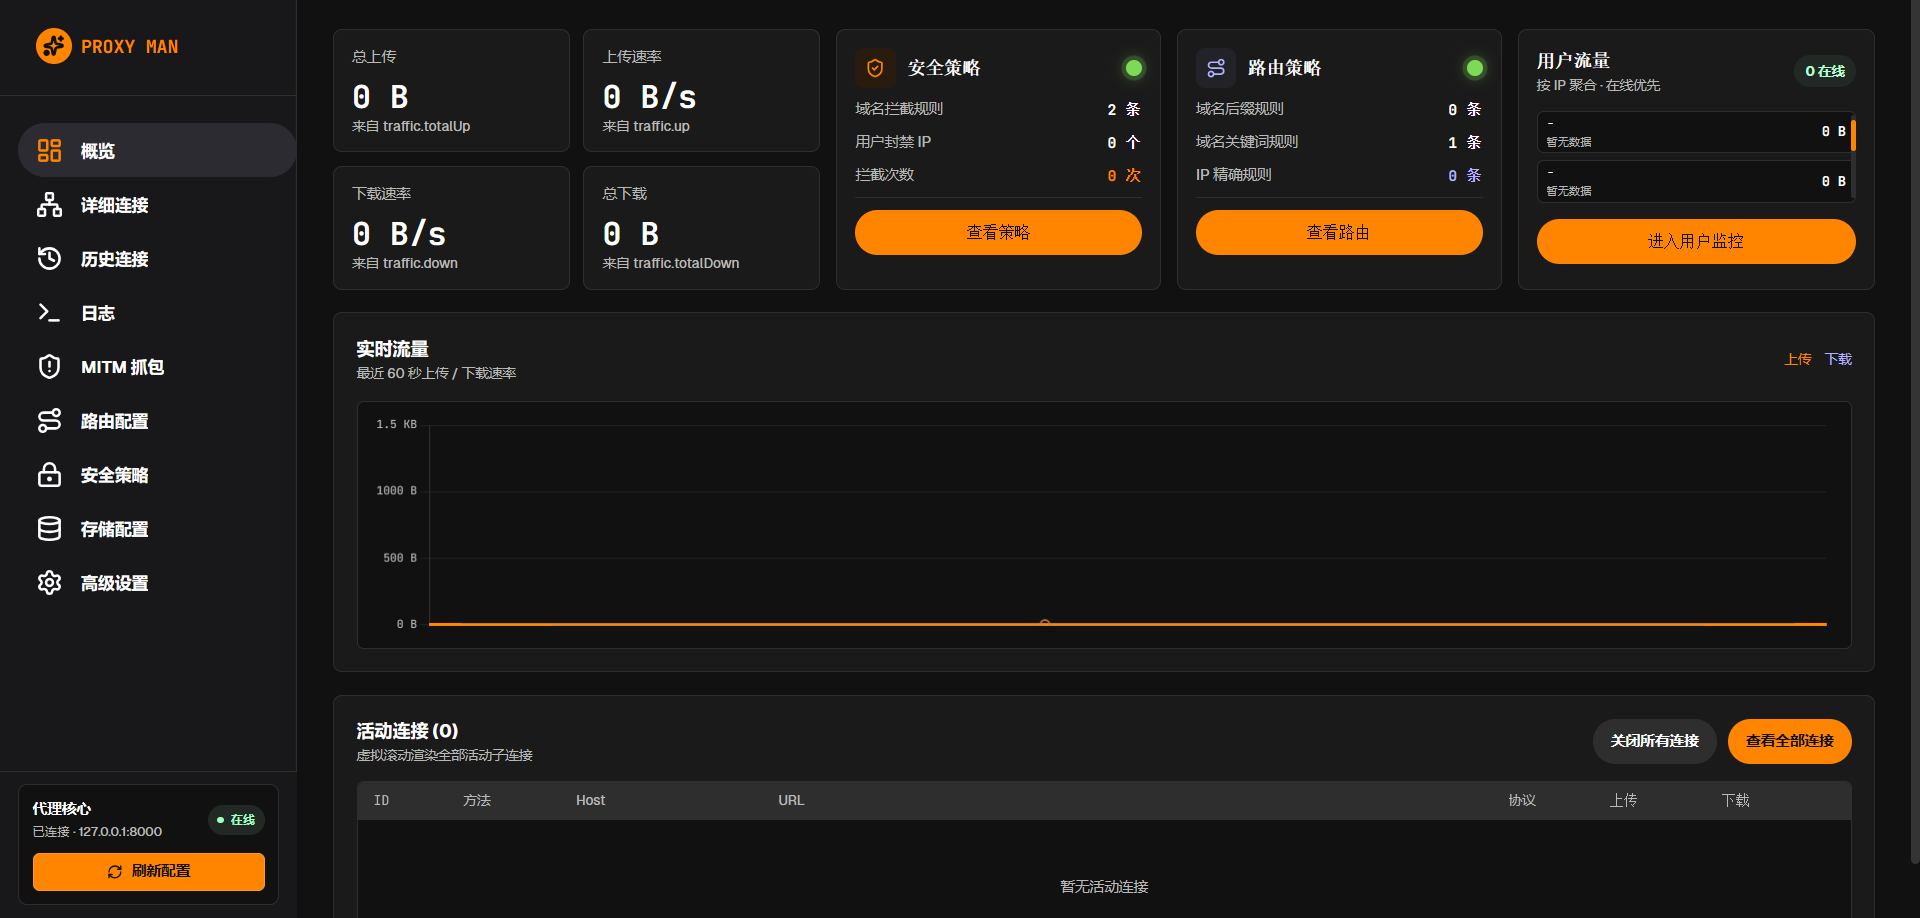 PROXY MAN
概览
详细连接
历史连接
日志
MITM 抓包
路由配置
安全策略
存储配置
高级设置
代理核心
已连接 · 127.0.0.1:8000
在线
刷新配置
总上传
0 B
来自 traffic.totalUp
上传速率
0 B/s
来自 traffic.up
下载速率
0 B/s
来自 traffic.down
总下载
0 B
来自 traffic.totalDown
安全策略
域名拦截规则 2 条
用户封禁 IP 0 个
拦截次数 0 次
查看策略
路由策略
域名后缀规则 0 条
域名关键词规则 1 条
IP 精确规则 0 条
查看路由
用户流量
按 IP 聚合 · 在线优先
0 在线
-
暂无数据
0 B
-
暂无数据
0 B
进入用户监控
实时流量
最近 60 秒上传 / 下载速率
上传 下载
1.5 KB
1000 B
500 B
0 B
活动连接 (0)
虚拟滚动渲染全部活动子连接
关闭所有连接
查看全部连接
ID 方法 Host URL 协议 上传 下载
暂无活动连接